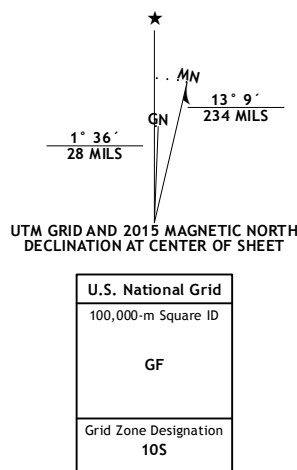 ★
MN
GN
13° 9´
234 MILS
1° 36´
28 MILS
UTM GRID AND 2015 MAGNETIC NORTH
DECLINATION AT CENTER OF SHEET
U.S. National Grid
100,000-m Square ID
GF
Grid Zone Designation
10S